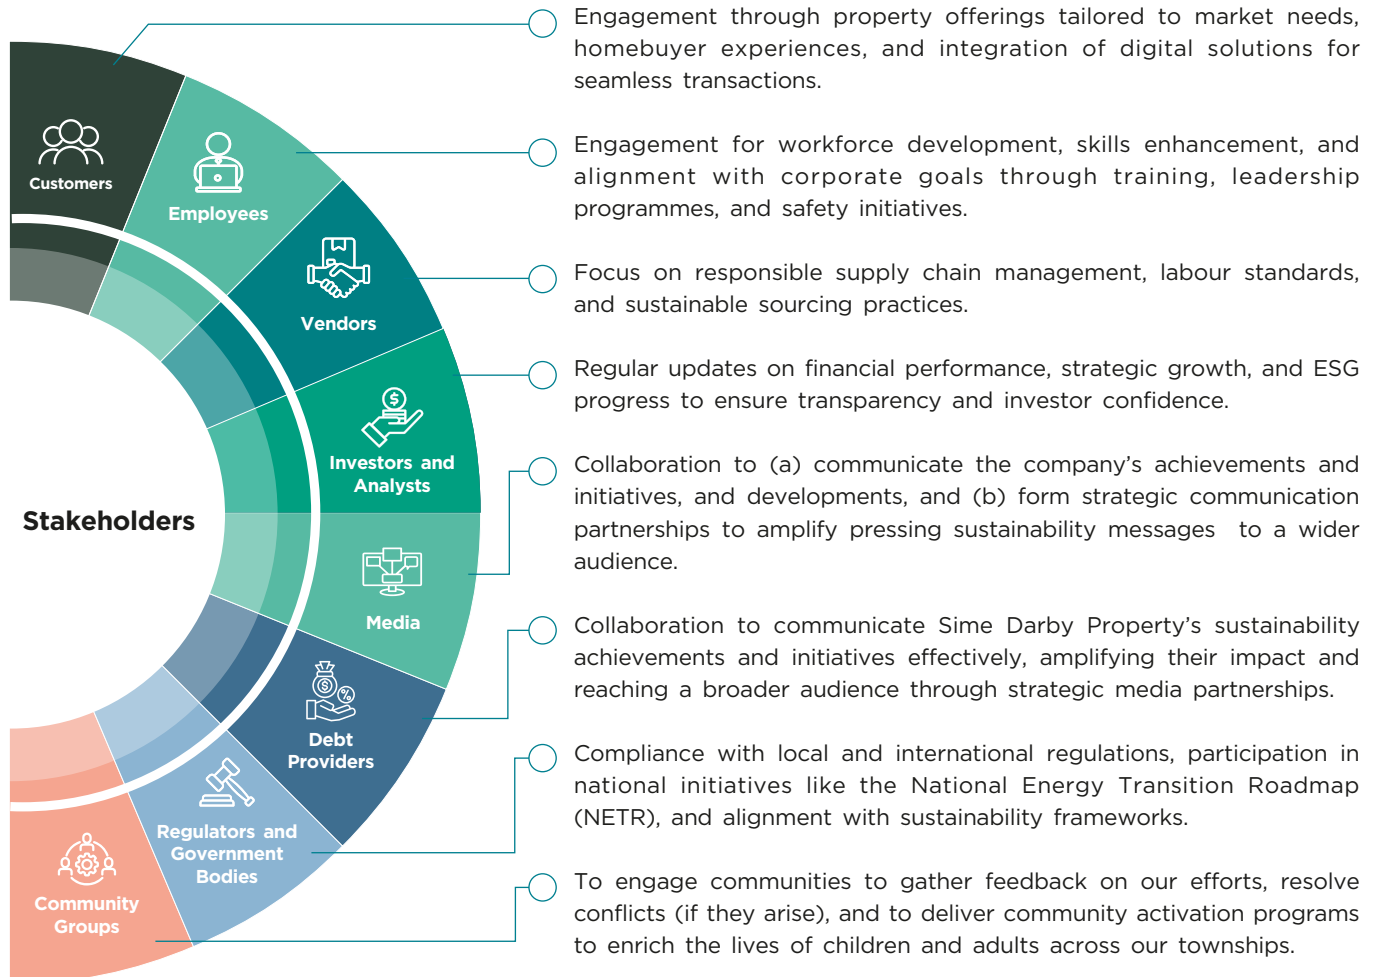 Engagement through property offerings tailored to market needs,
homebuyer experiences, and integration of digital solutions for
seamless transactions.
Customers
Engagement for workforce development, skills enhancement, and
alignment with corporate goals through training, leadership
programmes, and safety initiatives.
Employees
Focus on responsible supply chain management, labour standards,
and sustainable sourcing practices.
Vendors
Regular updates on financial performance, strategic growth, and ESG
progress to ensure transparency and investor confidence.
Investors and
Analysts
Collaboration to (a) communicate the company’s achievements and
initiatives, and developments, and (b) form strategic communication
partnerships to amplify pressing sustainability messages to a wider
audience.
Stakeholders
Media
Collaboration to communicate Sime Darby Property’s sustainability
achievements and initiatives effectively, amplifying their impact and
reaching a broader audience through strategic media partnerships.
Debt
Providers
Compliance with local and international regulations, participation in
national initiatives like the National Energy Transition Roadmap
(NETR), and alignment with sustainability frameworks.
Regulators and
Government
Bodies
To engage communities to gather feedback on our efforts, resolve
conflicts (if they arise), and to deliver community activation programs
to enrich the lives of children and adults across our townships.
Community
Groups